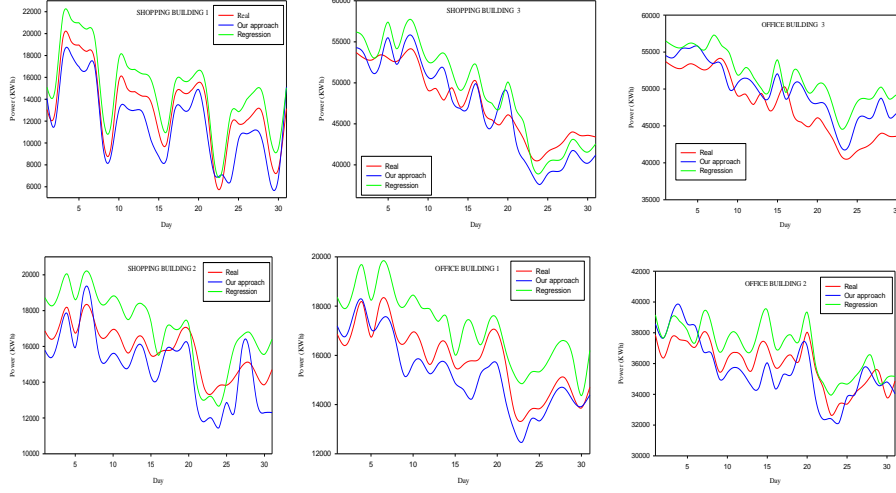 SHOPPING BUILDING 1
Real
Our approach
Regression
Power (KWh)
22000
20000
18000
16000
14000
12000
10000
8000
6000
5 10 15 20 25 30
Day
SHOPPING BUILDING 3
Real
Our approach
Regression
Power (KWh)
60000
50000
40000
5 10 15 20 25 30
Day
OFFICE BUILDING 3
Real
Our approach
Regression
Power (KWh)
60000
55000
50000
45000
40000
35000
5 10 15 20 25 30
Day
SHOPPING BUILDING 2
Real
Our approach
Regression
Power (KWh)
20000
18000
16000
14000
12000
10000
5 10 15 20 25 30
Day
OFFICE BUILDING 1
Real
Our approach
Regression
Power (KWh)
20000
18000
16000
14000
12000
5 10 15 20 25 30
Day
OFFICE BUILDING 2
Real
Our approach
Regression
Power (KWh)
42000
40000
38000
36000
34000
32000
30000
5 10 15 20 25 30
Day